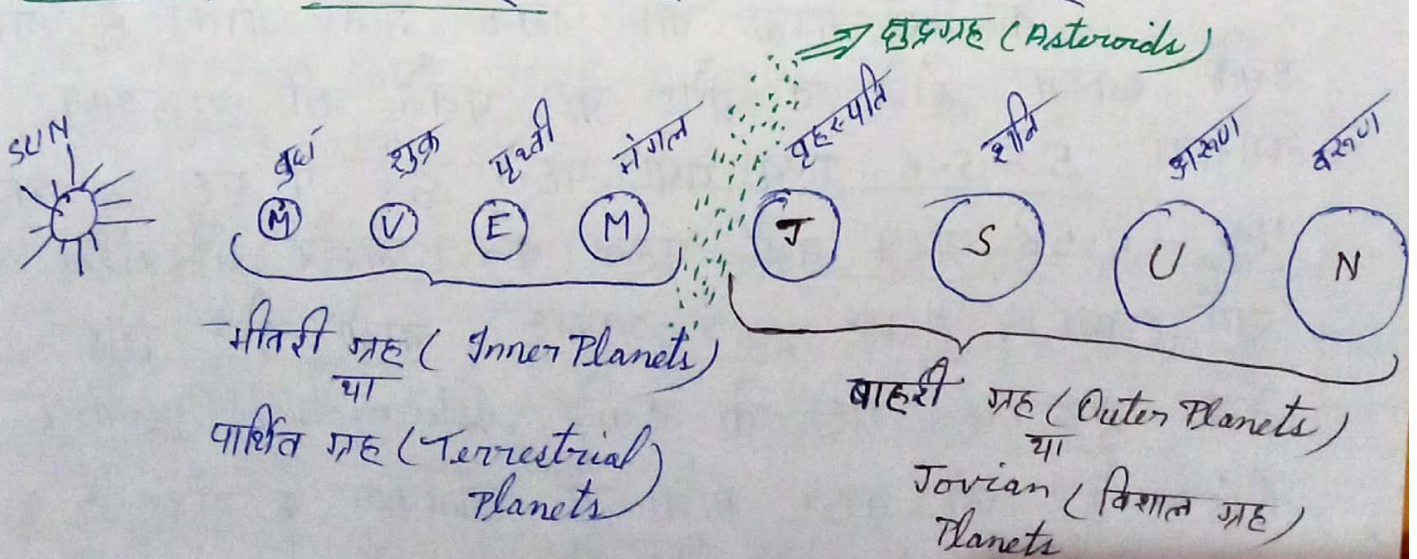 क्षुद्रग्रह (Asteroids)
SUN
बुध शुक्र पृथ्वी मंगल बृहस्पति शनि अरूण वरूण
M V E M J S U N
भीतरी ग्रह ( Inner Planets)
या
पार्थित ग्रह (Terrestrial
Planets)
बाहरी ग्रह (Outer Planets)
या
Jovian (विशाल ग्रह)
Planets